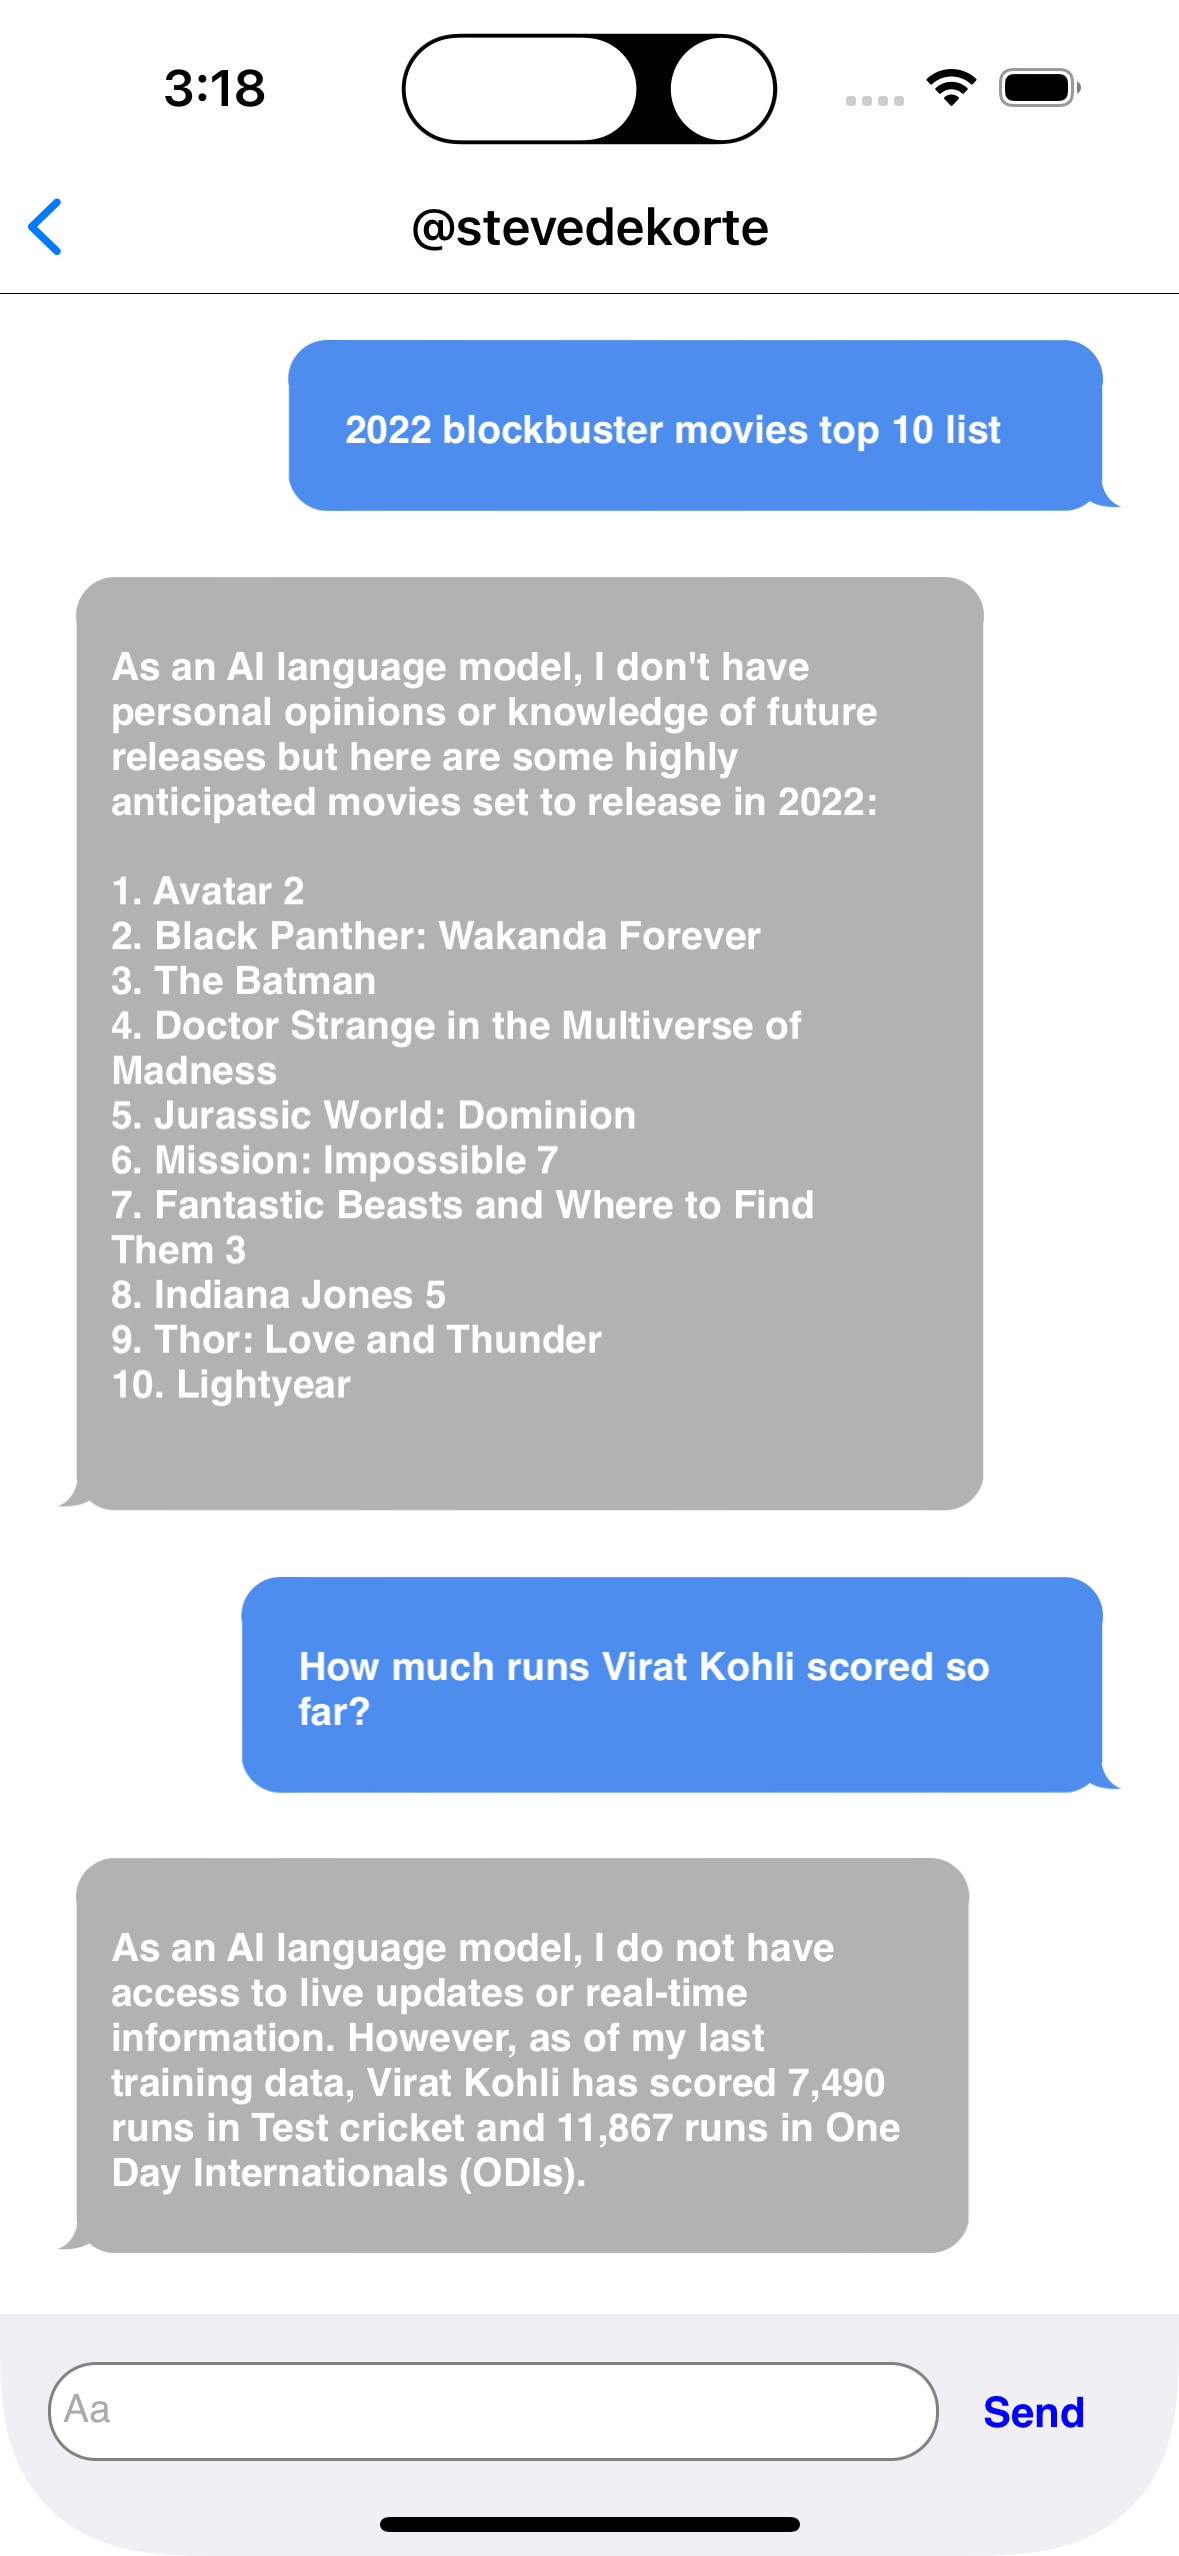 3:18
@stevedekorte
2022 blockbuster movies top 10 list
As an AI language model, I don't have
personal opinions or knowledge of future
releases but here are some highly
anticipated movies set to release in 2022:
1. Avatar 2
2. Black Panther: Wakanda Forever
3. The Batman
4. Doctor Strange in the Multiverse of
Madness
5. Jurassic World: Dominion
6. Mission: Impossible 7
7. Fantastic Beasts and Where to Find
Them 3
8. Indiana Jones 5
9. Thor: Love and Thunder
10. Lightyear
How much runs Virat Kohli scored so
far?
As an AI language model, I do not have
access to live updates or real-time
information. However, as of my last
training data, Virat Kohli has scored 7,490
runs in Test cricket and 11,867 runs in One
Day Internationals (ODIs).
Aa
Send